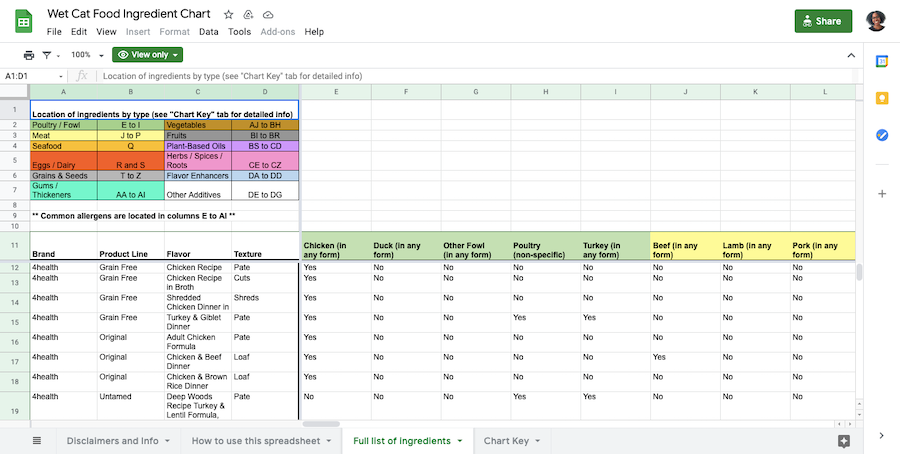 Wet Cat Food Ingredient Chart
Share
File Edit View Insert Format Data Tools Add-ons Help
100% View only
A1:D1 fx Location of ingredients by type (see "Chart Key" tab for detailed info)
A B C D E F G H I J K L
1 Location of ingredients by type (see "Chart Key" tab for detailed info)
2 Poultry / Fowl E to I Vegetables AJ to BH
3 Meat J to P Fruits BI to BR
4 Seafood Q Plant-Based Oils BS to CD
5 Eggs / Dairy R and S Herbs / Spices / Roots CE to CZ
6 Grains & Seeds T to Z Flavor Enhancers DA to DD
7 Gums / Thickeners AA to AI Other Additives DE to DG
8
9 ** Common allergens are located in columns E to AI **
10
11 Brand Product Line Flavor Texture Chicken (in any form) Duck (in any form) Other Fowl (in any form) Poultry (non-specific) Turkey (in any form) Beef (in any form) Lamb (in any form) Pork (in any form)
12 4health Grain Free Chicken Recipe Pate Yes No No No No No No No
13 4health Grain Free Chicken Recipe in Broth Cuts Yes No No No No No No No
14 4health Grain Free Shredded Chicken Dinner in Shreds Yes No No No No No No No
15 4health Grain Free Turkey & Giblet Dinner Pate Yes No No Yes Yes No No No
16 4health Original Adult Chicken Formula Pate Yes No No No No No No No
17 4health Original Chicken & Beef Dinner Loaf Yes No No No No Yes No No
18 4health Original Chicken & Brown Rice Dinner Loaf Yes No No No No No No No
19 4health Untamed Deep Woods Recipe Turkey & Lentil Formula, Pate No No No Yes Yes No No No
Disclaimers and Info How to use this spreadsheet Full list of ingredients Chart Key